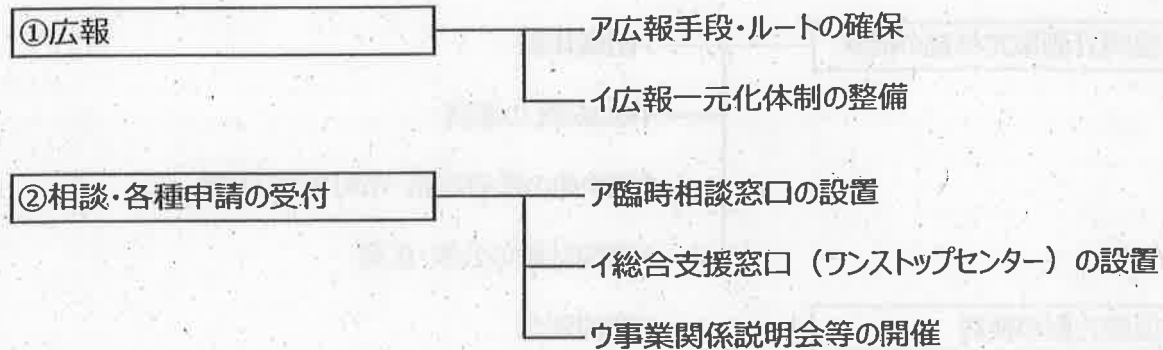 ①広報
ア広報手段・ルートの確保
イ広報一元化体制の整備
②相談・各種申請の受付
ア臨時相談窓口の設置
イ総合支援窓口（ワンストップセンター）の設置
ウ事業関係説明会等の開催